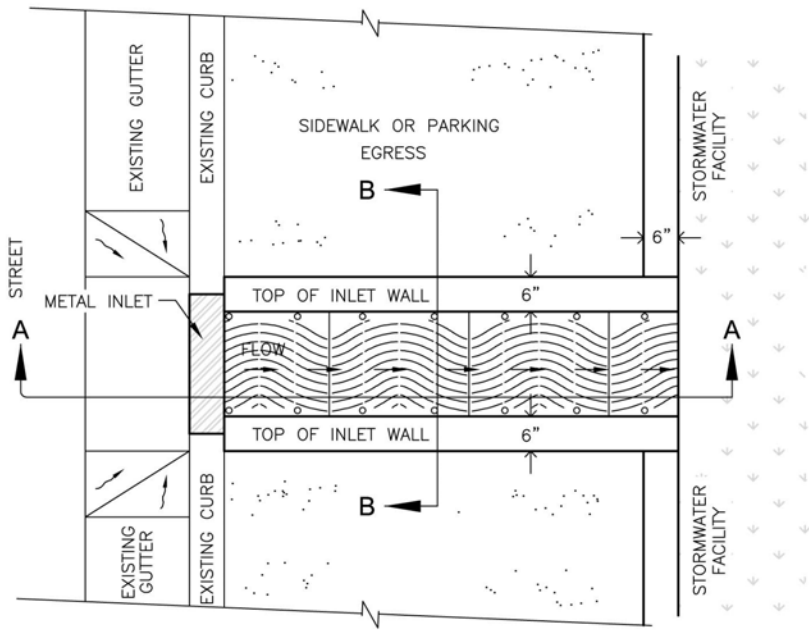 EXISTING GUTTER
EXISTING CURB
SIDEWALK OR PARKING
EGRESS
STORMWATER
FACILITY
B
6"
STREET
METAL INLET
TOP OF INLET WALL
6"
A
A
FLOW
TOP OF INLET WALL
6"
B
EXISTING
GUTTER
EXISTING CURB
STORMWATER
FACILITY